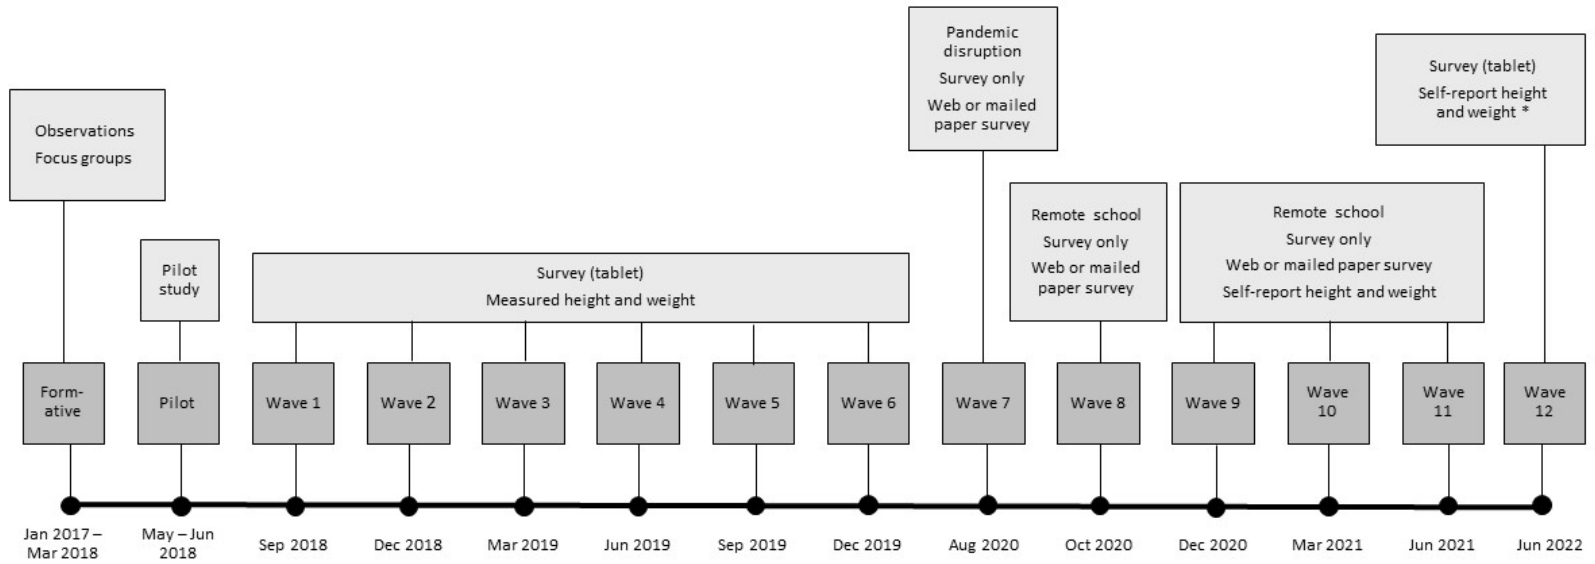 Observations
Focus groups
Pilot
study
Survey (tablet)
Measured height and weight
Pandemic
disruption
Survey only
Web or mailed
paper survey
Remote school
Survey only
Web or mailed
paper survey
Remote school
Survey only
Web or mailed paper survey
Self-report height and weight
Survey (tablet)
Self-report height
and weight *
Form-
ative
Pilot
Wave 1
Wave 2
Wave 3
Wave 4
Wave 5
Wave 6
Wave 7
Wave 8
Wave 9
Wave
10
Wave
11
Wave
12
Jan 2017 –
Mar 2018
May – Jun
2018
Sep 2018
Dec 2018
Mar 2019
Jun 2019
Sep 2019
Dec 2019
Aug 2020
Oct 2020
Dec 2020
Mar 2021
Jun 2021
Jun 2022